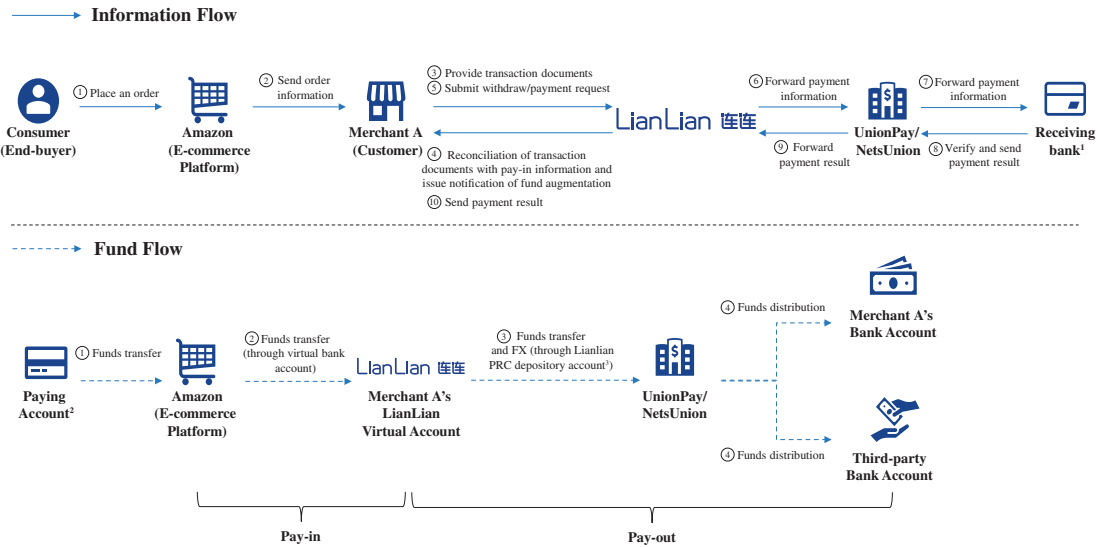 Information Flow
① Place an order
② Send order
information
③ Provide transaction documents
⑤ Submit withdraw/payment request
⑥ Forward payment
information
⑦ Forward payment
information
LianLian 连连
Consumer
(End-buyer)
Amazon
(E-commerce
Platform)
Merchant A
(Customer)
UnionPay/
NetsUnion
Receiving
bank¹
④ Reconciliation of transaction
documents with pay-in information and
issue notification of fund augmentation
⑩ Send payment result
⑨ Forward
payment result
⑧ Verify and send
payment result
Fund Flow
① Funds transfer
② Funds transfer
(through virtual bank
account)
LianLian 连连
③ Funds transfer
and FX (through Lianlian
PRC depository account³)
④ Funds distribution
Merchant A's
Bank Account
Paying
Account²
Amazon
(E-commerce
Platform)
Merchant A's
LianLian
Virtual Account
UnionPay/
NetsUnion
④ Funds distribution
Third-party
Bank Account
Pay-in
Pay-out